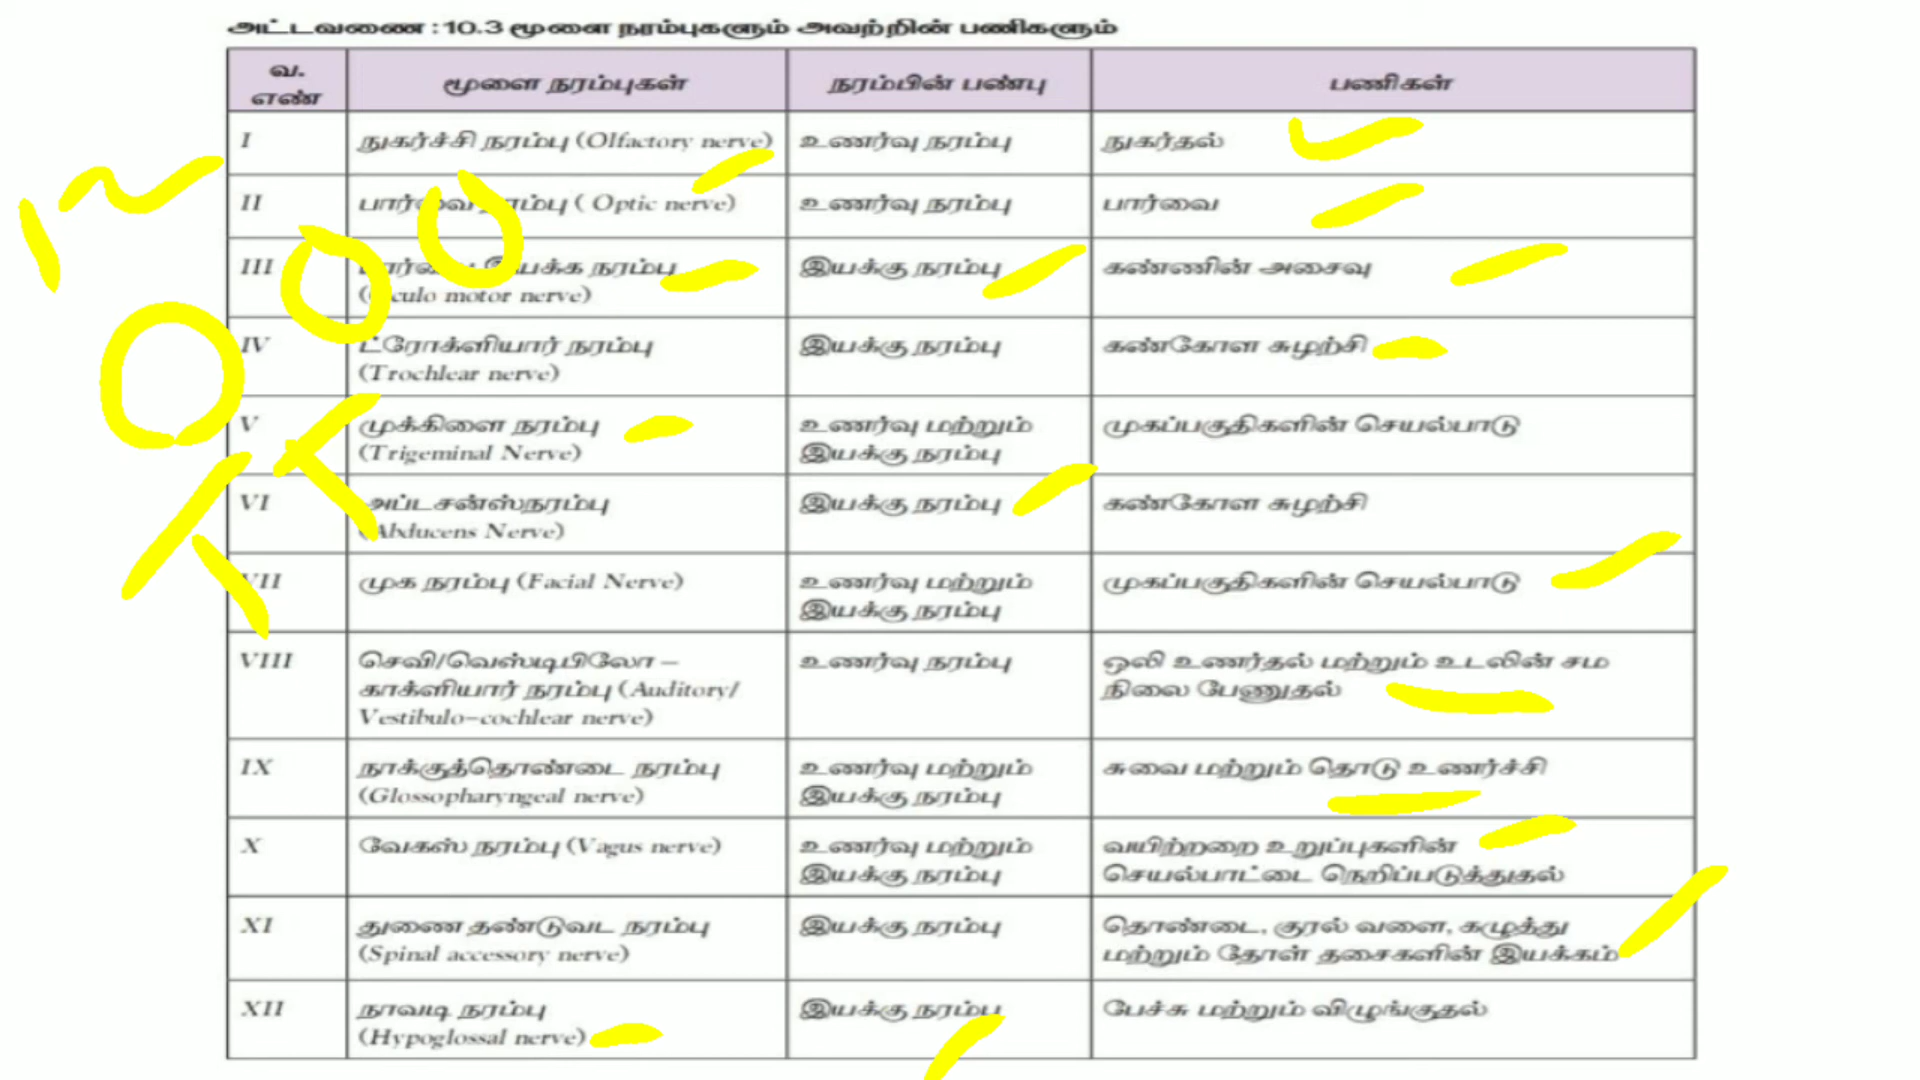 அட்டவணை : 10.3 மூளை நரம்புகளும் அவற்றின் பணிகளும்
வ. எண் மூளை நரம்புகள் நரம்பின் பண்பு பணிகள்
I நுகர்ச்சி நரம்பு (Olfactory nerve) உணர்வு நரம்பு நுகர்தல்
II பார்வை நரம்பு ( Optic nerve) உணர்வு நரம்பு பார்வை
III பார்வை இயக்க நரம்பு இயக்கு நரம்பு கண்ணின் அசைவு
(Oculo motor nerve)
IV ட்ரோக்ளியார் நரம்பு இயக்கு நரம்பு கண்கோள சுழற்சி
(Trochlear nerve)
V முக்கிளை நரம்பு உணர்வு மற்றும் முகப்பகுதிகளின் செயல்பாடு
(Trigeminal Nerve) இயக்கு நரம்பு
VI அப்டசன்ஸ்நரம்பு இயக்கு நரம்பு கண்கோள சுழற்சி
(Abducens Nerve)
VII முக நரம்பு (Facial Nerve) உணர்வு மற்றும் முகப்பகுதிகளின் செயல்பாடு
இயக்கு நரம்பு
VIII செவி/வெஸ்டிபிலோ – உணர்வு நரம்பு ஒலி உணர்தல் மற்றும் உடலின் சம
காக்ளியார் நரம்பு (Auditory/ நிலை பேணுதல்
Vestibulo–cochlear nerve)
IX நாக்குத்தொண்டை நரம்பு உணர்வு மற்றும் சுவை மற்றும் தொடு உணர்ச்சி
(Glossopharyngeal nerve) இயக்கு நரம்பு
X வேகஸ் நரம்பு (Vagus nerve) உணர்வு மற்றும் வயிற்றறை உறுப்புகளின்
இயக்கு நரம்பு செயல்பாட்டை நெறிப்படுத்துதல்
XI துணை தண்டுவட நரம்பு இயக்கு நரம்பு தொண்டை, குரல் வளை, கழுத்து
(Spinal accessory nerve) மற்றும் தோள் தசைகளின் இயக்கம்
XII நாவடி நரம்பு இயக்கு நரம்பு பேச்சு மற்றும் விழுங்குதல்
(Hypoglossal nerve)